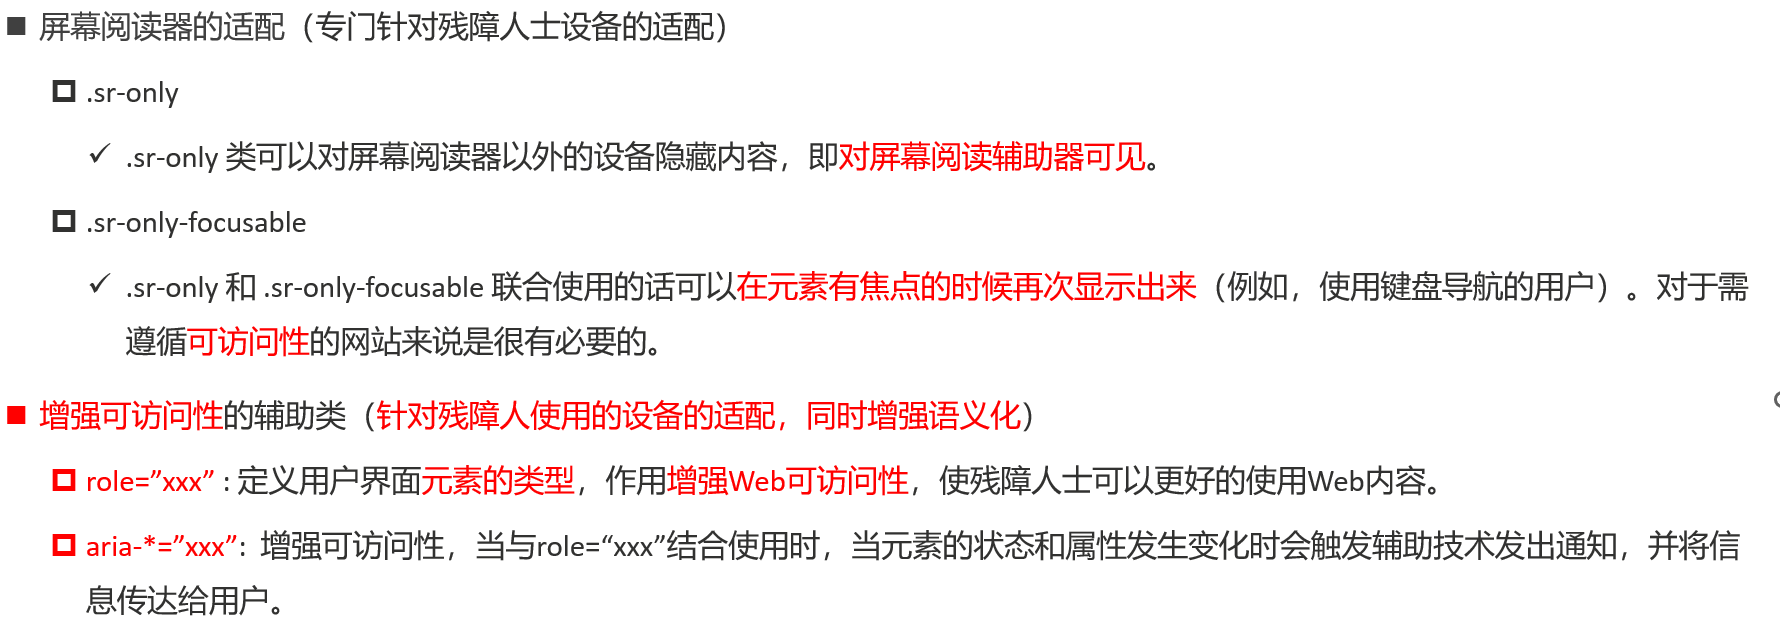 屏幕阅读器的适配（专门针对残障人士设备的适配）
.sr-only
.sr-only 类可以对屏幕阅读器以外的设备隐藏内容，即对屏幕阅读辅助器可见。
.sr-only-focusable
.sr-only 和 .sr-only-focusable 联合使用的话可以在元素有焦点的时候再次显示出来（例如，使用键盘导航的用户）。对于需
遵循可访问性的网站来说是很有必要的。
增强可访问性的辅助类（针对残障人使用的设备的适配，同时增强语义化）
role=”xxx” : 定义用户界面元素的类型，作用增强Web可访问性，使残障人士可以更好的使用Web内容。
aria-*=”xxx”：增强可访问性，当与role=“xxx”结合使用时，当元素的状态和属性发生变化时会触发辅助技术发出通知，并将信
息传达给用户。